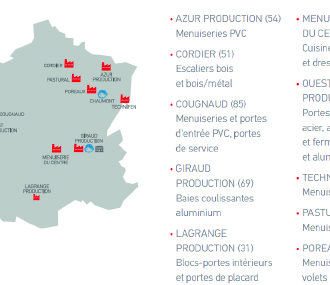 CORDIER
PASTURAL
AZUR
PRODUCTION
POREAUX
CHAUMONT
TECHNIFEN
COUGNAUD
GIRAUD
PRODUCTION
MENUISERIE
DU CENTRE
LAGRANGE
PRODUCTION
• AZUR PRODUCTION (54)
Menuiseries PVC
• CORDIER (51)
Escaliers bois
et bois/métal
• COUGNAUD (85)
Menuiseries et portes
d'entrée PVC, portes
de service
• GIRAUD
PRODUCTION (69)
Baies coulissantes
aluminium
• LAGRANGE
PRODUCTION (31)
Blocs-portes intérieurs
et portes de placard
• MENU
DU CE
Cuisine
et dres
• OUEST
PRODU
Portes
acier, a
et ferm
et alum
• TECHN
Menuis
• PASTU
Menuis
• POREA
Menuis
volets